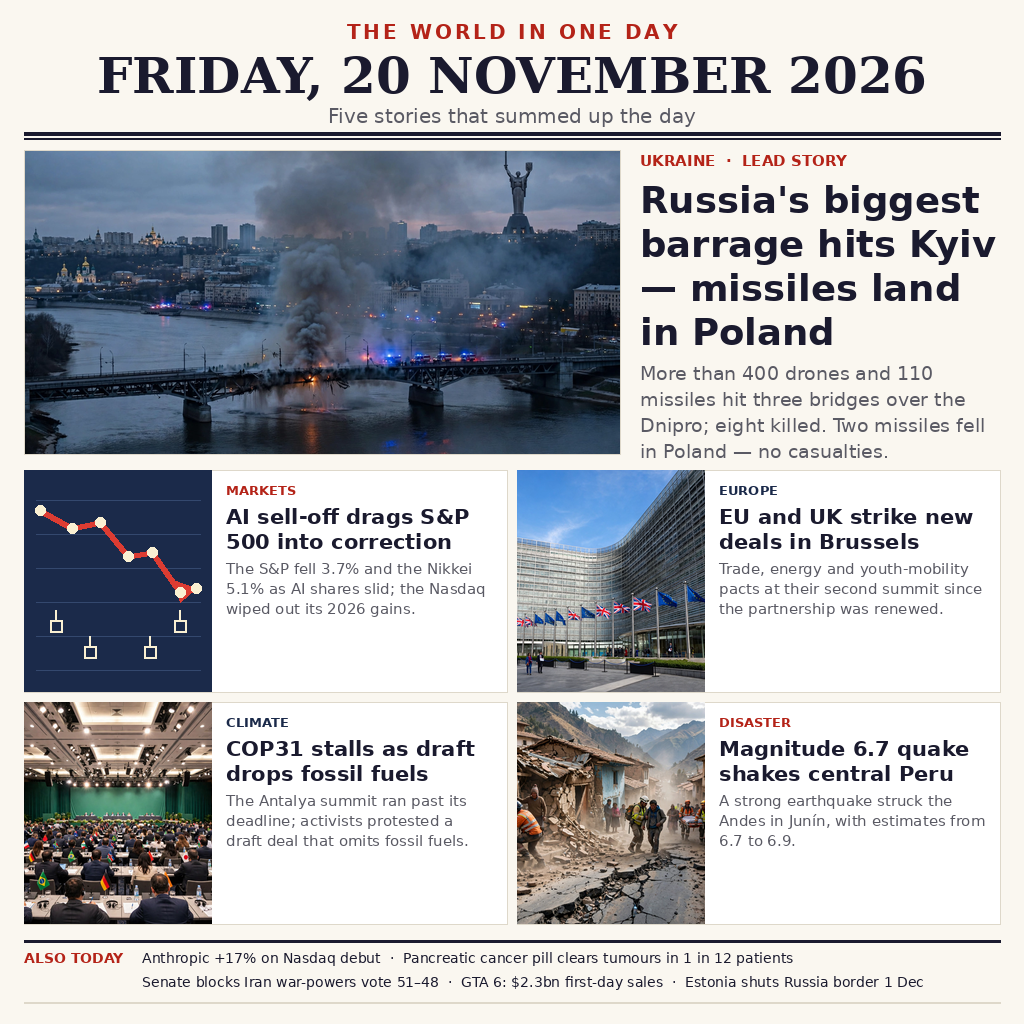 THE WORLD IN ONE DAY
FRIDAY, 20 NOVEMBER 2026
Five stories that summed up the day
UKRAINE · LEAD STORY
Russia's biggest
barrage hits Kyiv
— missiles land
in Poland
More than 400 drones and 110
missiles hit three bridges over the
Dnipro; eight killed. Two missiles fell
in Poland — no casualties.
MARKETS
AI sell-off drags S&P
500 into correction
The S&P fell 3.7% and the Nikkei
5.1% as AI shares slid; the Nasdaq
wiped out its 2026 gains.
EUROPE
EU and UK strike new
deals in Brussels
Trade, energy and youth-mobility
pacts at their second summit since
the partnership was renewed.
CLIMATE
COP31 stalls as draft
drops fossil fuels
The Antalya summit ran past its
deadline; activists protested a
draft deal that omits fossil fuels.
DISASTER
Magnitude 6.7 quake
shakes central Peru
A strong earthquake struck the
Andes in Junín, with estimates from
6.7 to 6.9.
ALSO TODAY
Anthropic +17% on Nasdaq debut · Pancreatic cancer pill clears tumours in 1 in 12 patients
Senate blocks Iran war-powers vote 51–48 · GTA 6: $2.3bn first-day sales · Estonia shuts Russia border 1 Dec